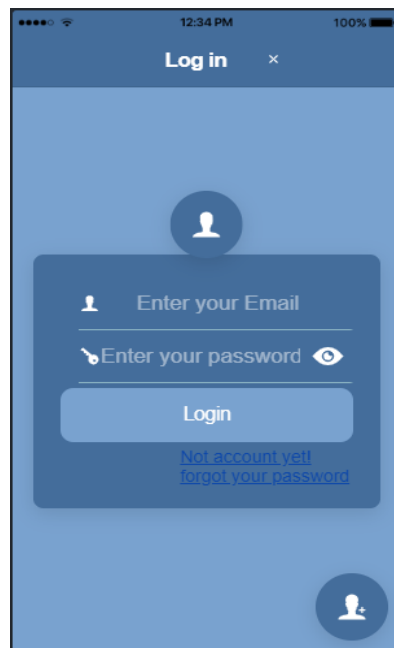 12:34 PM
100%
Log in ×
Enter your Email
Enter your password
Login
Not account yet!
forgot your password